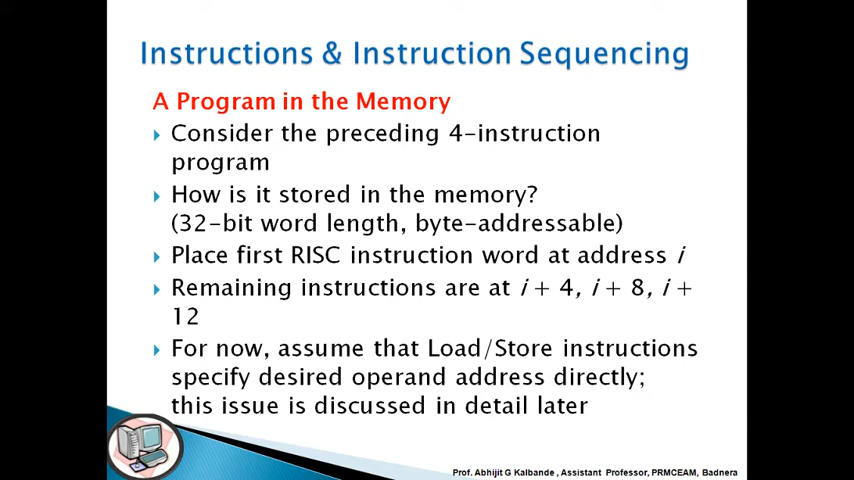 Instructions & Instruction Sequencing
A Program in the Memory
Consider the preceding 4-instruction
program
How is it stored in the memory?
(32-bit word length, byte-addressable)
Place first RISC instruction word at address i
Remaining instructions are at i + 4, i + 8, i +
12
For now, assume that Load/Store instructions
specify desired operand address directly;
this issue is discussed in detail later
Prof. Abhijit G Kalbande , Assistant Professor, PRMCEAM, Badnera